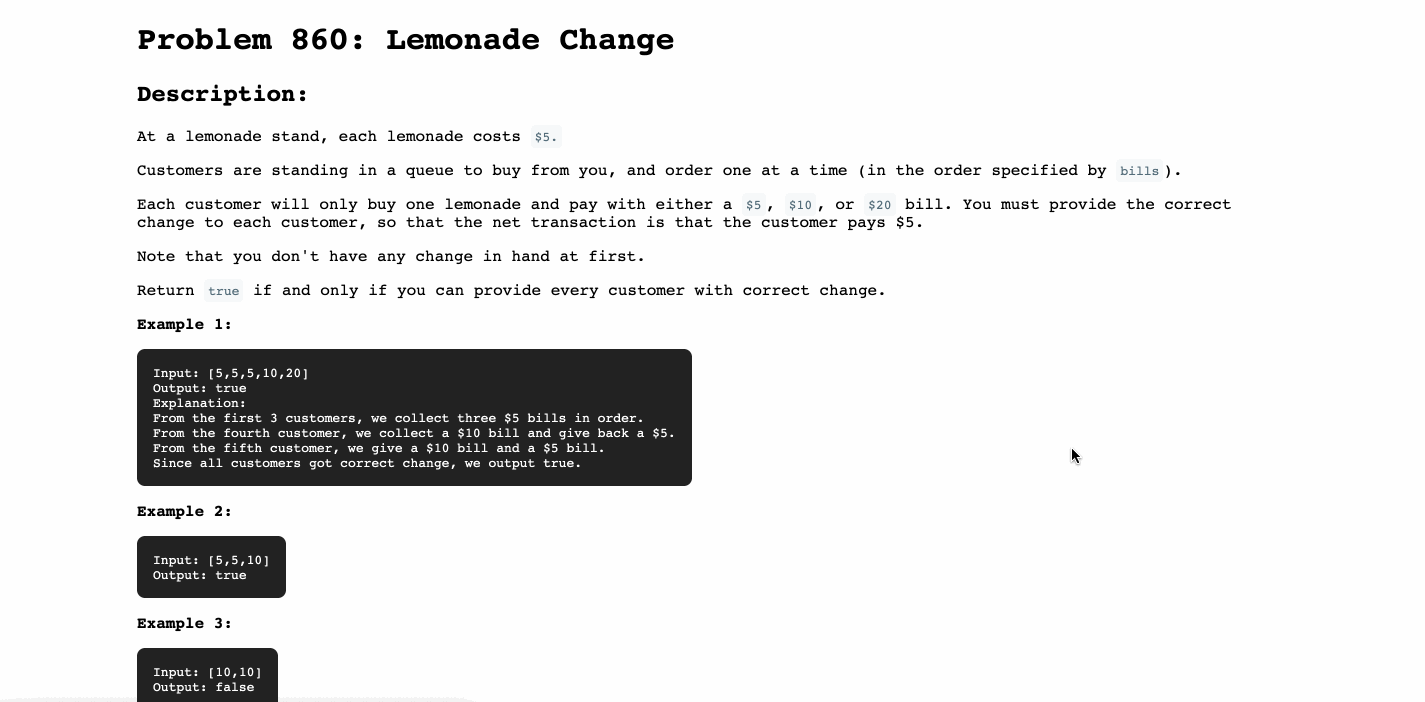 Problem 860: Lemonade Change
Description:
At a lemonade stand, each lemonade costs $5.
Customers are standing in a queue to buy from you, and order one at a time (in the order specified by bills).
Each customer will only buy one lemonade and pay with either a $5, $10, or $20 bill. You must provide the correct
change to each customer, so that the net transaction is that the customer pays $5.
Note that you don't have any change in hand at first.
Return true if and only if you can provide every customer with correct change.
Example 1:
Input: [5,5,5,10,20]
Output: true
Explanation:
From the first 3 customers, we collect three $5 bills in order.
From the fourth customer, we collect a $10 bill and give back a $5.
From the fifth customer, we give a $10 bill and a $5 bill.
Since all customers got correct change, we output true.
Example 2:
Input: [5,5,10]
Output: true
Example 3:
Input: [10,10]
Output: false